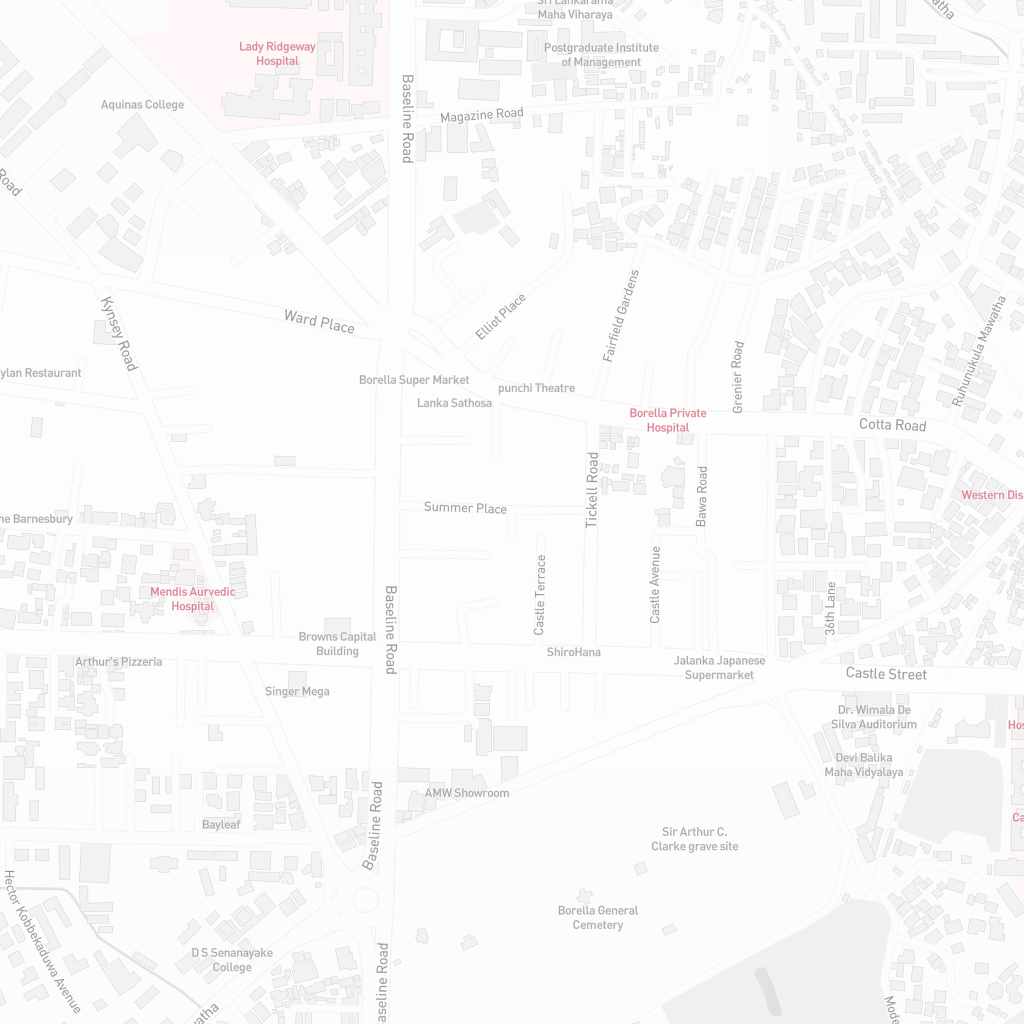 Sri Lankarama
Maha Viharaya
Lady Ridgeway
Hospital
Postgraduate Institute
of Management
Aquinas College
Baseline Road
Magazine Road
Road
Kynsey Road
Ward Place
Elliot Place
Fairfield Gardens
Grenier Road
Ruhunukula Mawatha
ylan Restaurant
Borella Super Market
punchi Theatre
Lanka Sathosa
Borella Private
Hospital
Cotta Road
Tickell Road
Bawa Road
Western Dis
Summer Place
he Barnesbury
Mendis Aurvedic
Hospital
Baseline Road
Castle Terrace
Castle Avenue
36th Lane
Browns Capital
Building
ShiroHana
Arthur's Pizzeria
Jalanka Japanese
Supermarket
Castle Street
Singer Mega
Dr. Wimala De
Silva Auditorium
Hos
Devi Balika
Maha Vidyalaya
AMW Showroom
Baseline Road
Bayleaf
Sir Arthur C.
Clarke grave site
Ca
Hector Kobbekaduwa Avenue
Borella General
Cemetery
D S Senanayake
College
Baseline Road
watha
Mode